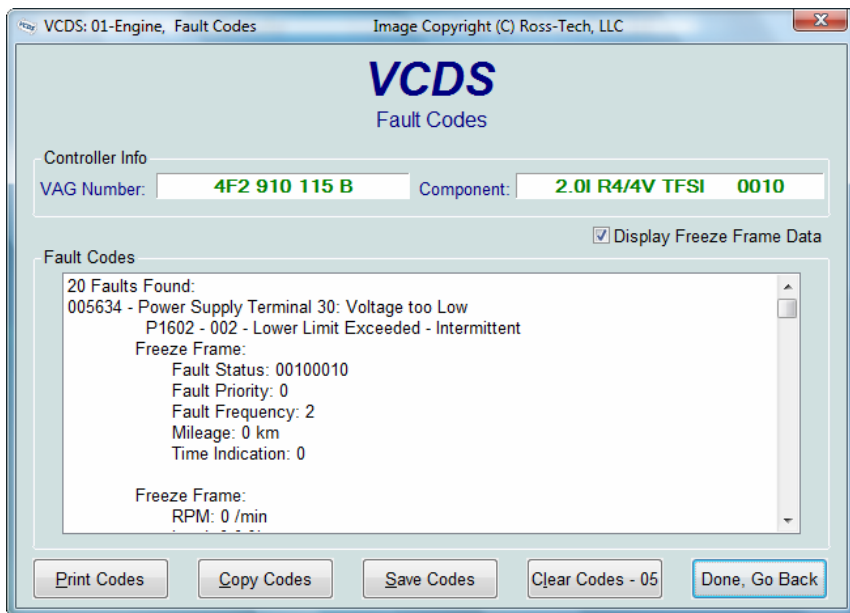 VCDS: 01-Engine, Fault Codes Image Copyright (C) Ross-Tech, LLC
VCDS
Fault Codes
Controller Info
VAG Number: 4F2 910 115 B Component: 2.0l R4/4V TFSI 0010
Display Freeze Frame Data
Fault Codes
20 Faults Found:
005634 - Power Supply Terminal 30: Voltage too Low
P1602 - 002 - Lower Limit Exceeded - Intermittent
Freeze Frame:
Fault Status: 00100010
Fault Priority: 0
Fault Frequency: 2
Mileage: 0 km
Time Indication: 0
Freeze Frame:
RPM: 0 /min
Print Codes Copy Codes Save Codes Clear Codes - 05 Done, Go Back